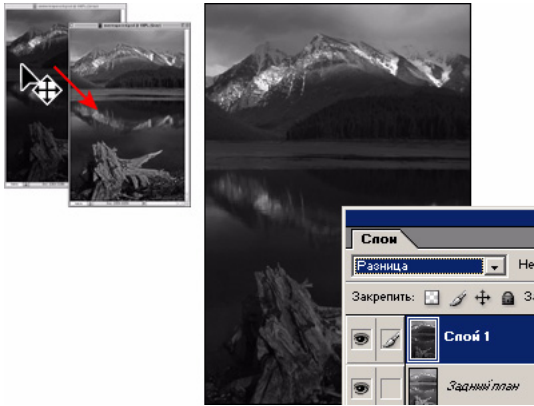 Слои
Разница
Не
Закрепить:
З
Слой 1
Задний план